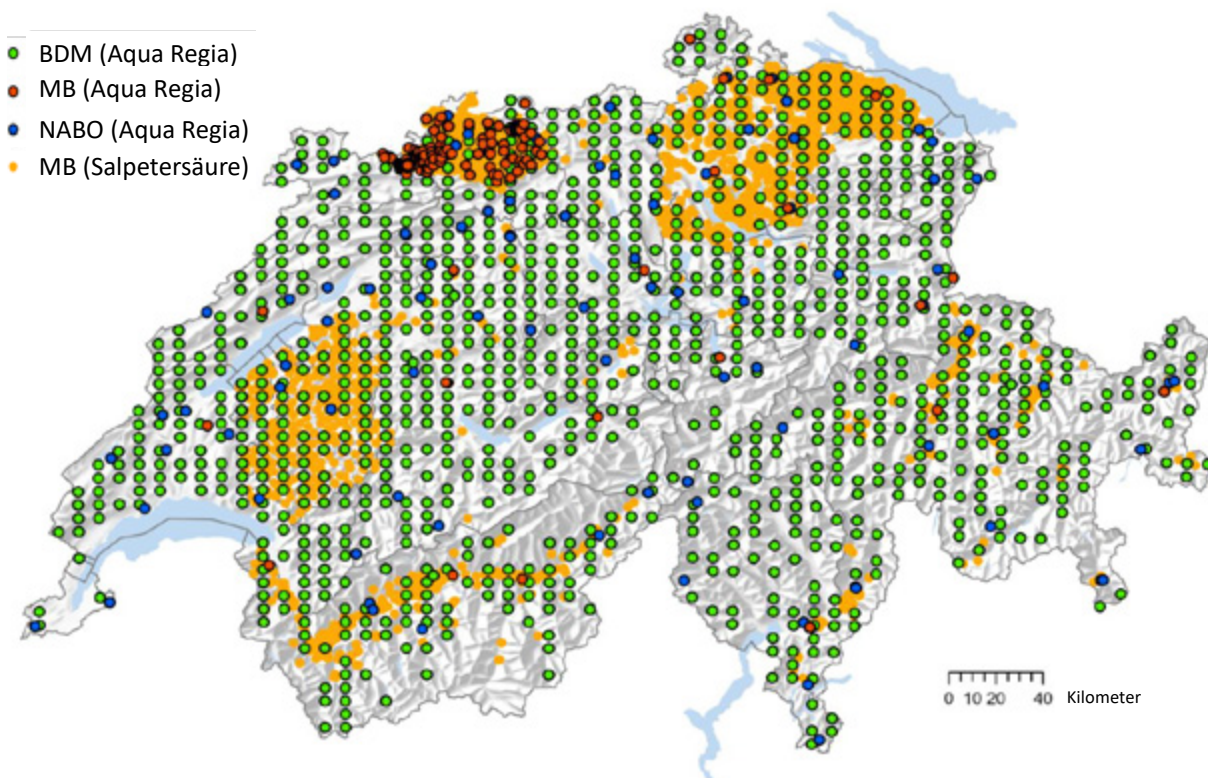 BDM (Aqua Regia)
MB (Aqua Regia)
NABO (Aqua Regia)
MB (Salpetersäure)
0 10 20 40 Kilometer